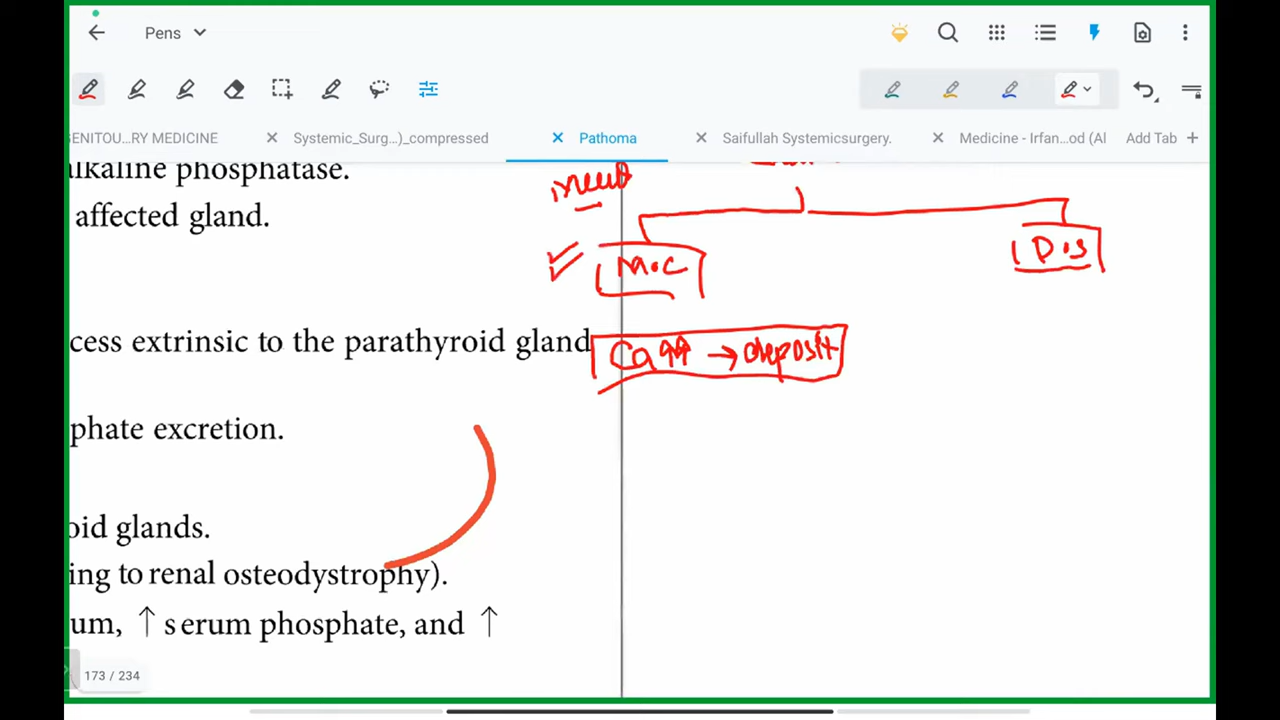 Pens
GENITOU...RY MEDICINE
Systemic_Surg...)_compressed
Pathoma
Saifullah Systemicsurgery.
Medicine - Irfan...od (Al
Add Tab
alkaline phosphatase.
affected gland.
M.C
D.S
cess extrinsic to the parathyroid gland
Ca↑↑ → deposit
phate excretion.
oid glands.
ing to renal osteodystrophy).
um, ↑ serum phosphate, and ↑
173 / 234